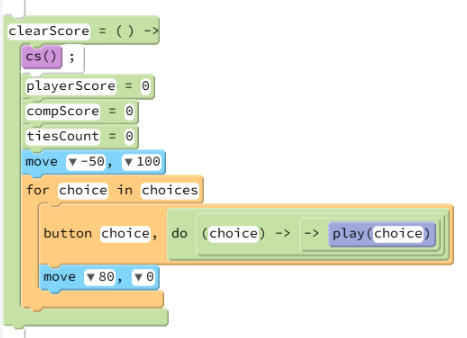 clearScore = () ->
cs() ;
playerScore = 0
compScore = 0
tiesCount = 0
move ▼-50, ▼100
for choice in choices
button choice, do (choice) -> -> play(choice)
move ▼80, ▼0